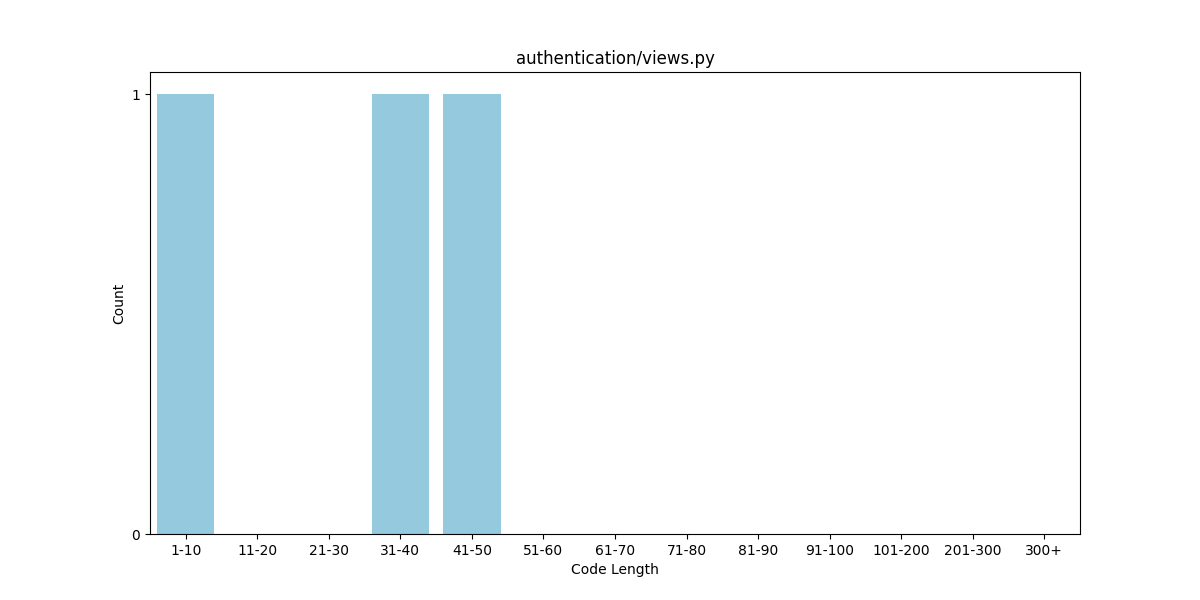 authentication/views.py
1
Count
0
1-10 11-20 21-30 31-40 41-50 51-60 61-70 71-80 81-90 91-100 101-200 201-300 300+
Code Length